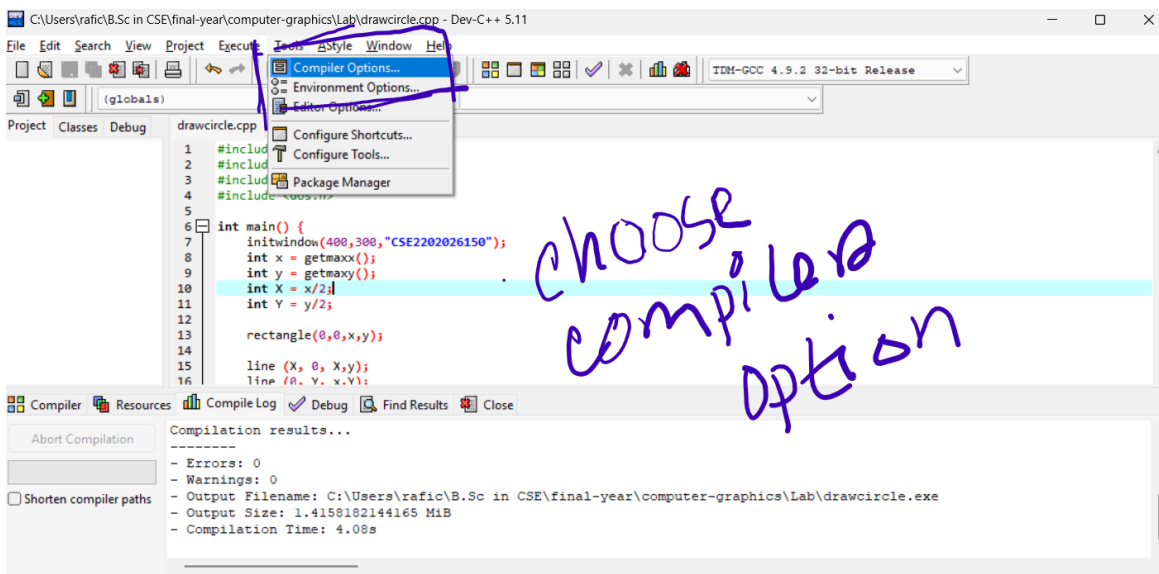 C:\Users\rafic\B.Sc in CSE\final-year\computer-graphics\Lab\drawcircle.cpp - Dev-C++ 5.11
File Edit Search View Project Execute Tools AStyle Window Help
TDM-GCC 4.9.2 32-bit Release
(globals)
Compiler Options...
Environment Options...
Editor Options...
Configure Shortcuts...
Configure Tools...
Package Manager
Project Classes Debug
drawcircle.cpp
1 #includ
2 #includ
3 #includ
4 #include <dos.h>
5
6 int main() {
7 initwindow(400,300,"CSE2202026150");
8 int x = getmaxx();
9 int y = getmaxy();
10 int X = x/2;
11 int Y = y/2;
12
13 rectangle(0,0,x,y);
14
15 line (X, 0, X,y);
16 line (0, Y, x,Y);
choose
compiler
option
Compiler Resources Compile Log Debug Find Results Close
Abort Compilation
Shorten compiler paths
Compilation results...
--------
- Errors: 0
- Warnings: 0
- Output Filename: C:\Users\rafic\B.Sc in CSE\final-year\computer-graphics\Lab\drawcircle.exe
- Output Size: 1.4158182144165 MiB
- Compilation Time: 4.08s